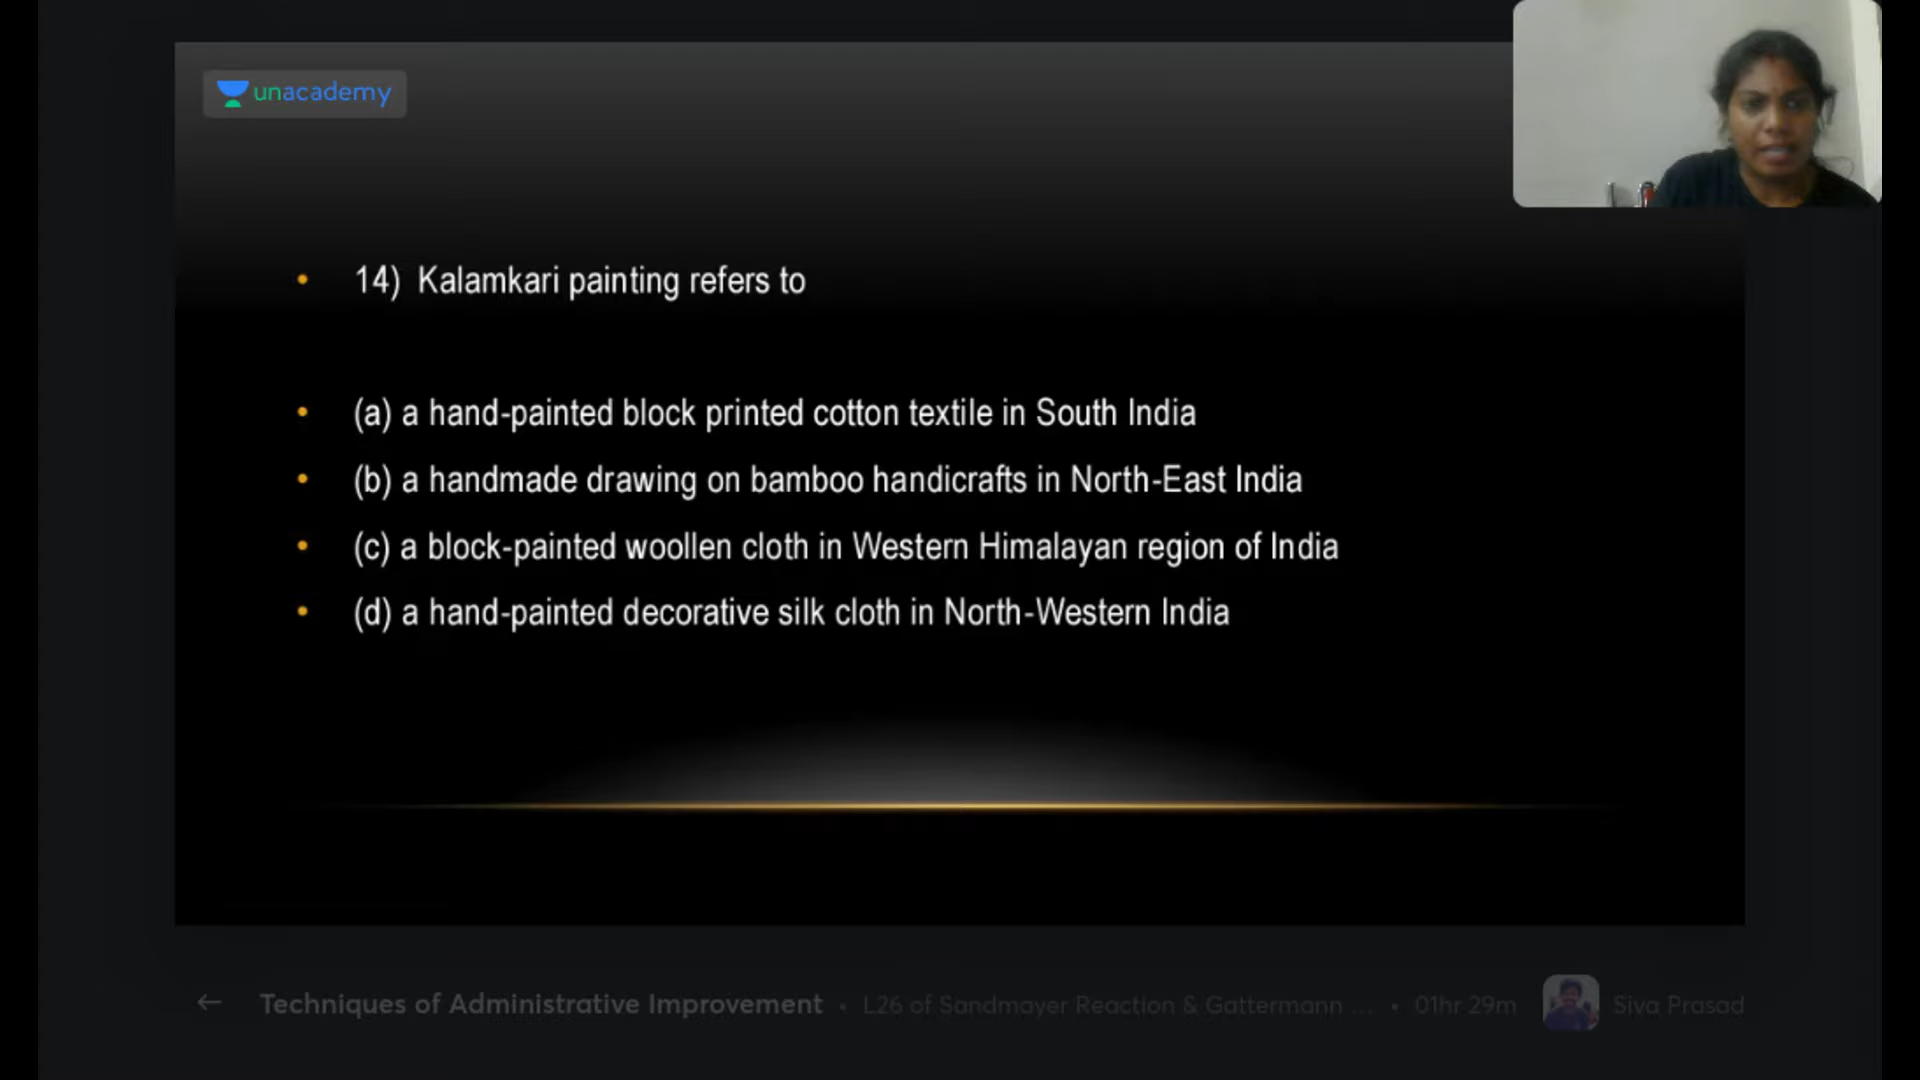 unacademy
• 14) Kalamkari painting refers to
• (a) a hand-painted block printed cotton textile in South India
• (b) a handmade drawing on bamboo handicrafts in North-East India
• (c) a block-painted woollen cloth in Western Himalayan region of India
• (d) a hand-painted decorative silk cloth in North-Western India
← Techniques of Administrative Improvement • L26 of Sandmayer Reaction & Gattermann ... • 01hr 29m Siva Prasad